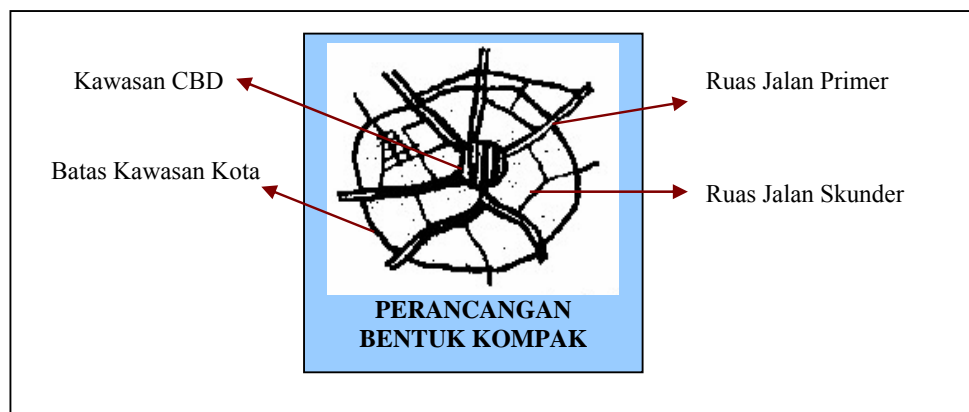 Kawasan CBD
Ruas Jalan Primer
Batas Kawasan Kota
Ruas Jalan Skunder
PERANCANGAN
BENTUK KOMPAK